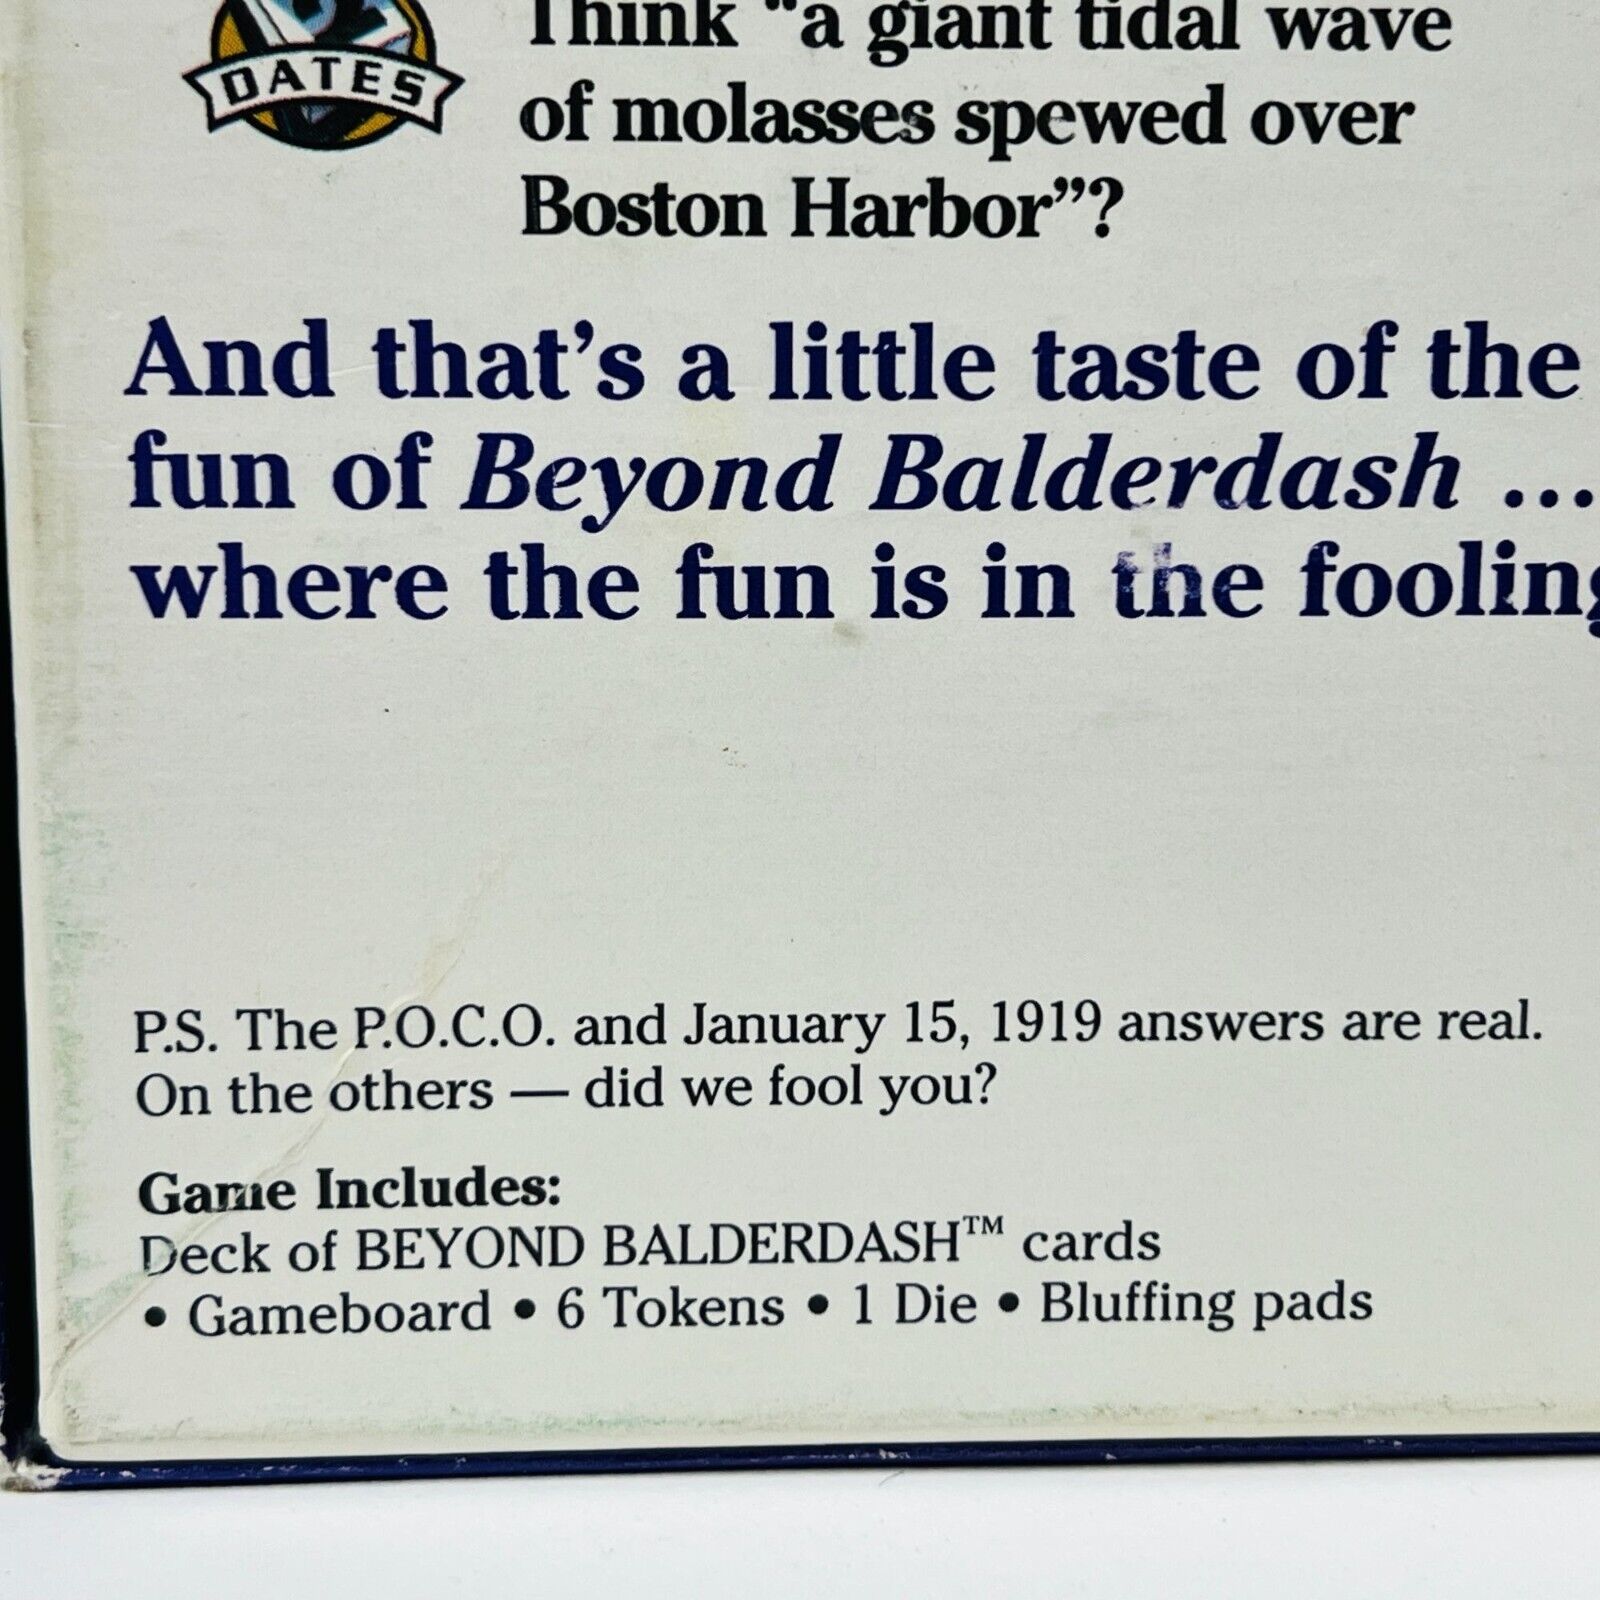 DATES
Think “a giant tidal wave
of molasses spewed over
Boston Harbor”?
And that’s a little taste of the
fun of Beyond Balderdash ...
where the fun is in the fooling
P.S. The P.O.C.O. and January 15, 1919 answers are real.
On the others — did we fool you?
Game Includes:
Deck of BEYOND BALDERDASH™ cards
• Gameboard • 6 Tokens • 1 Die • Bluffing pads